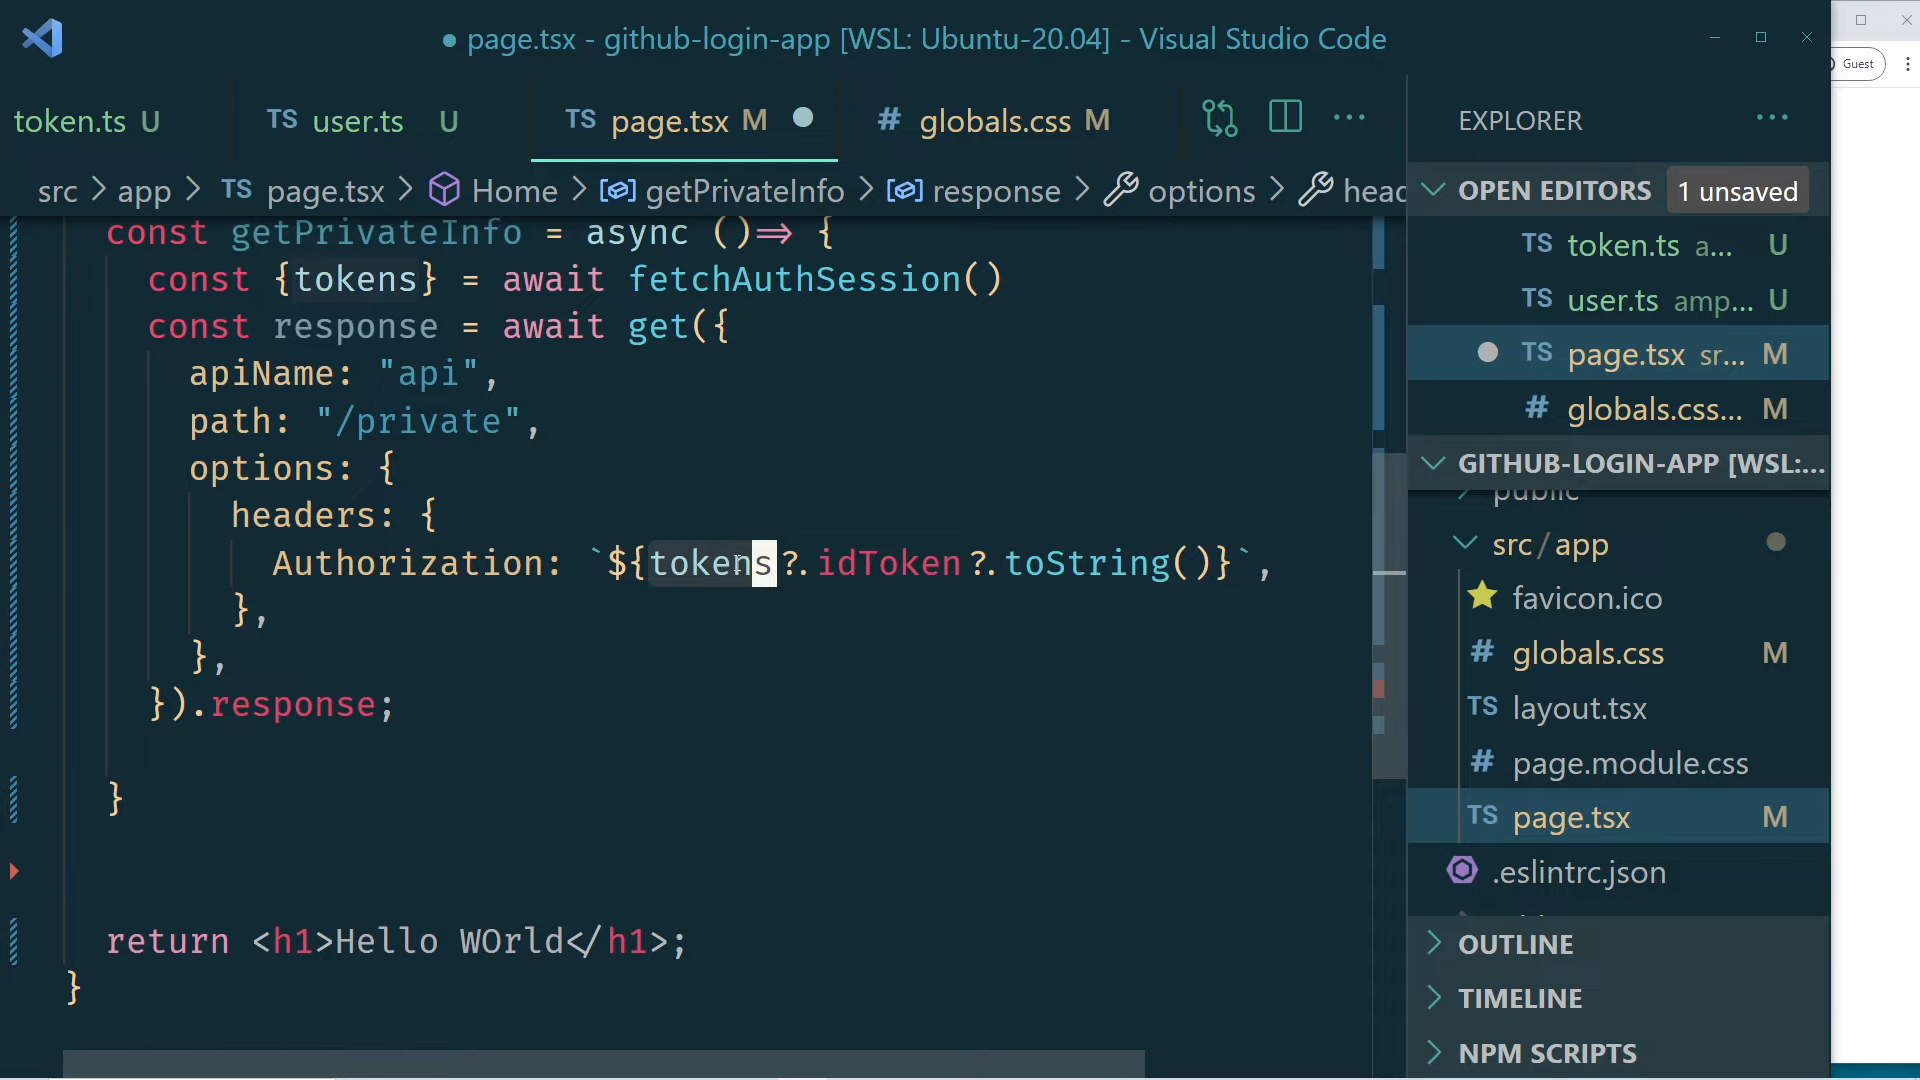 page.tsx - github-login-app [WSL: Ubuntu-20.04] - Visual Studio Code
Guest
token.ts U
TS user.ts U
TS page.tsx M
# globals.css M
src > app > TS page.tsx > Home > getPrivateInfo > response > options > head
const getPrivateInfo = async ()=> {
const {tokens} = await fetchAuthSession()
const response = await get({
apiName: "api",
path: "/private",
options: {
headers: {
Authorization: `${tokens?.idToken?.toString()}`,
},
},
}).response;
}
return <h1>Hello WOrld</h1>;
}
EXPLORER
OPEN EDITORS 1 unsaved
TS token.ts a... U
TS user.ts amp... U
TS page.tsx sr... M
# globals.css... M
GITHUB-LOGIN-APP [WSL:...
public
src/app
favicon.ico
# globals.css M
TS layout.tsx
# page.module.css
TS page.tsx M
.eslintrc.json
OUTLINE
TIMELINE
NPM SCRIPTS